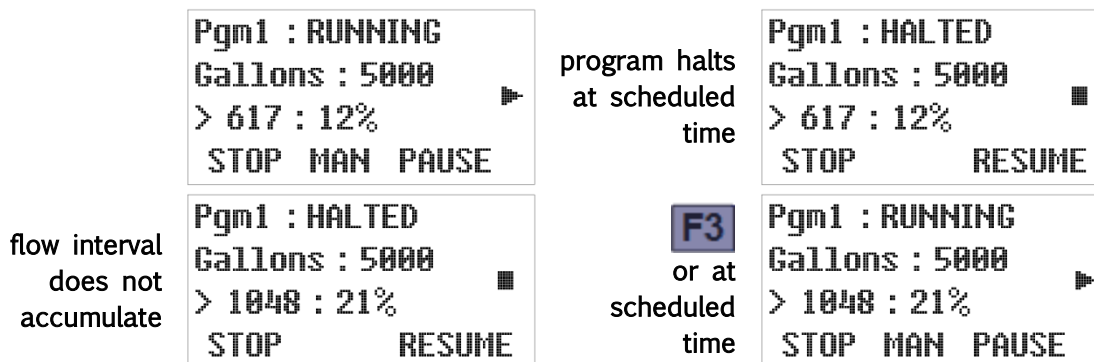 Pgm1 : RUNNING
Gallons : 5000
> 617 : 12%
STOP MAN PAUSE
program halts
at scheduled
time
Pgm1 : HALTED
Gallons : 5000
> 617 : 12%
STOP RESUME
flow interval
does not
accumulate
Pgm1 : HALTED
Gallons : 5000
> 1048 : 21%
STOP RESUME
F3
or at
scheduled
time
Pgm1 : RUNNING
Gallons : 5000
> 1048 : 21%
STOP MAN PAUSE